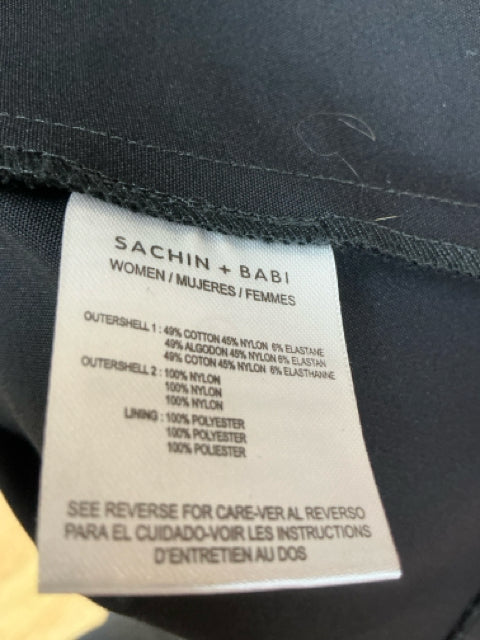 SACHIN + BABI
WOMEN / MUJERES / FEMMES
OUTERSHELL 1 : 49% COTTON 45% NYLON 6% ELASTANE
49% ALGODON 45% NYLON 6% ELASTAN
49% COTON 45% NYLON 6% ELASTHANNE
OUTERSHELL 2 : 100% NYLON
100% NYLON
100% NYLON
LINING : 100% POLYESTER
100% POLYESTER
100% POLIESTER
SEE REVERSE FOR CARE-VER AL REVERSO
PARA EL CUIDADO-VOIR LES INSTRUCTIONS
D'ENTRETIEN AU DOS